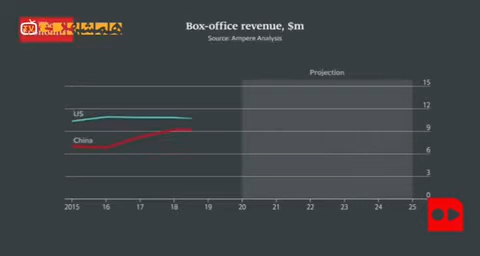 Box-office revenue, $m
Source: Ampere Analysis
Projection
15
US
12
China
9
6
3
0
2015 16 17 18 19 20 21 22 23 24 25